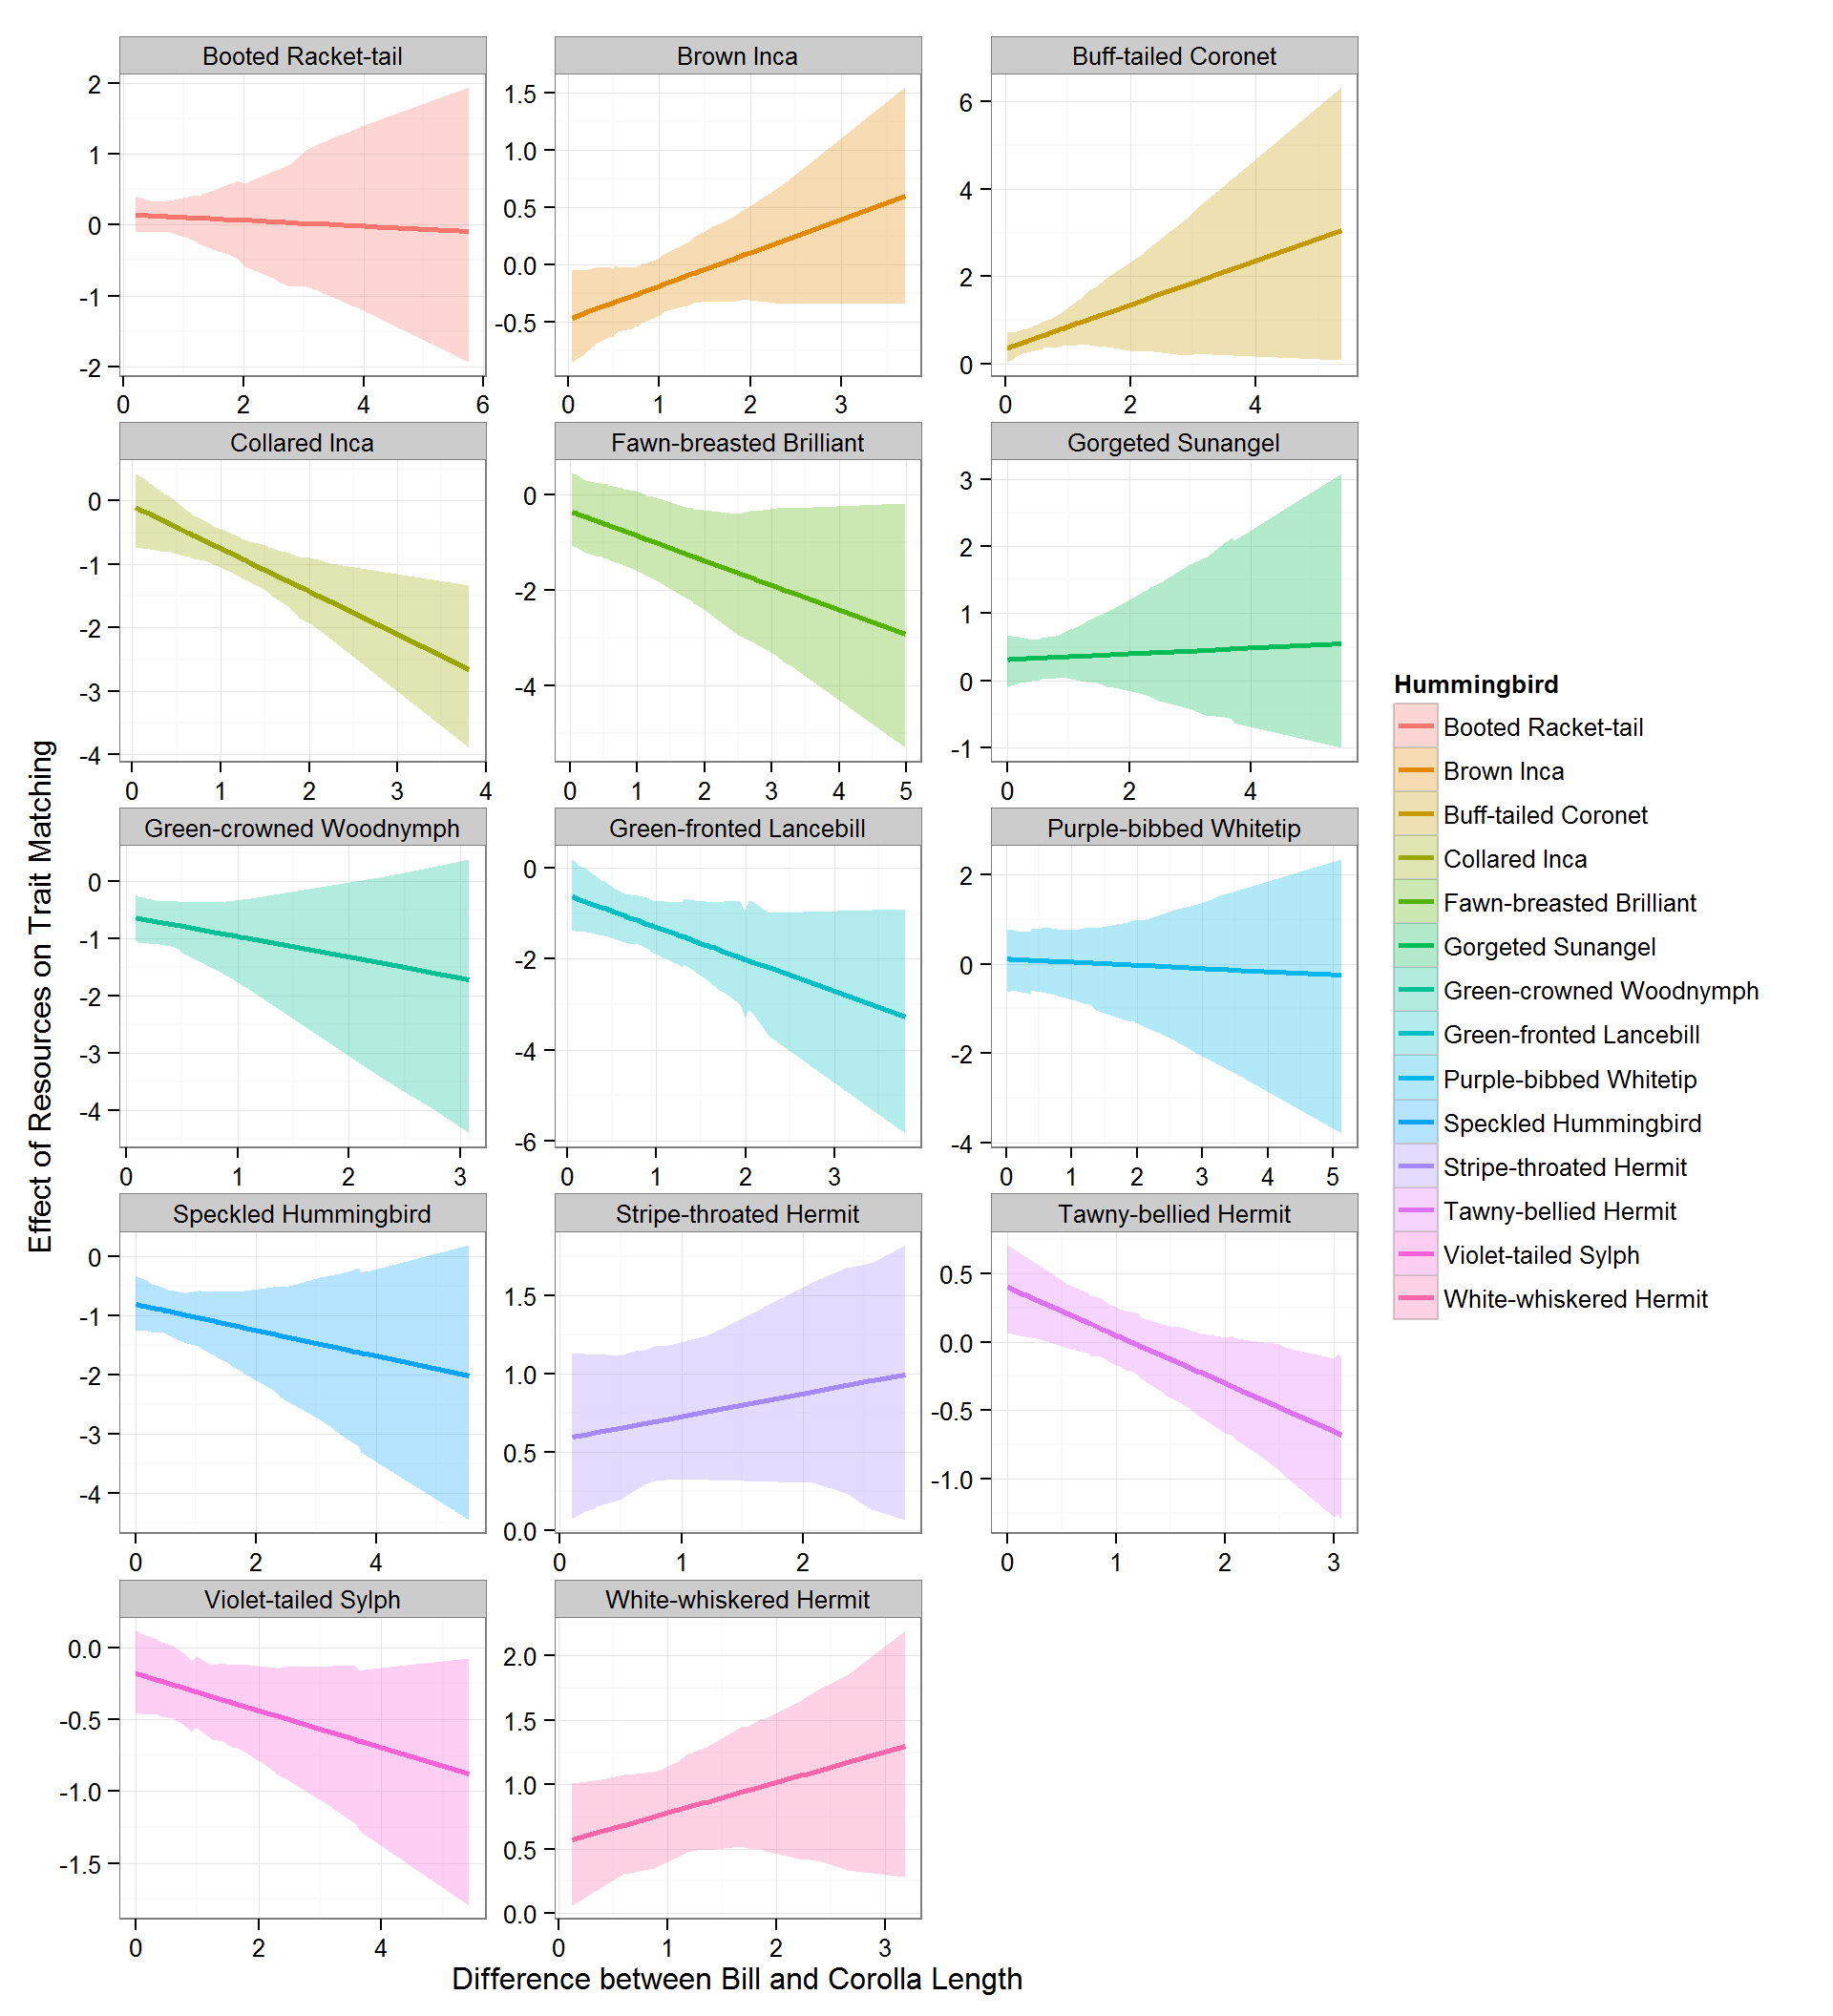 Booted Racket-tail
Brown Inca
Buff-tailed Coronet
2
1
0
-1
-2
0 2 4 6
1.5
1.0
0.5
0.0
-0.5
0 1 2 3
6
4
2
0
0 2 4
Collared Inca
Fawn-breasted Brilliant
Gorgeted Sunangel
0
-1
-2
-3
-4
0 1 2 3 4
0
-2
-4
0 1 2 3 4 5
3
2
1
0
-1
0 2 4
Green-crowned Woodnymph
Green-fronted Lancebill
Purple-bibbed Whitetip
0
-1
-2
-3
-4
0 1 2 3
0
-2
-4
-6
0 1 2 3
2
0
-2
-4
0 1 2 3 4 5
Speckled Hummingbird
Stripe-throated Hermit
Tawny-bellied Hermit
0
-1
-2
-3
-4
0 2 4
1.5
1.0
0.5
0.0
0 1 2
0.5
0.0
-0.5
-1.0
0 1 2 3
Violet-tailed Sylph
White-whiskered Hermit
0.0
-0.5
-1.0
-1.5
0 2 4
2.0
1.5
1.0
0.5
0.0
0 1 2 3
Effect of Resources on Trait Matching
Difference between Bill and Corolla Length
Hummingbird
Booted Racket-tail
Brown Inca
Buff-tailed Coronet
Collared Inca
Fawn-breasted Brilliant
Gorgeted Sunangel
Green-crowned Woodnymph
Green-fronted Lancebill
Purple-bibbed Whitetip
Speckled Hummingbird
Stripe-throated Hermit
Tawny-bellied Hermit
Violet-tailed Sylph
White-whiskered Hermit